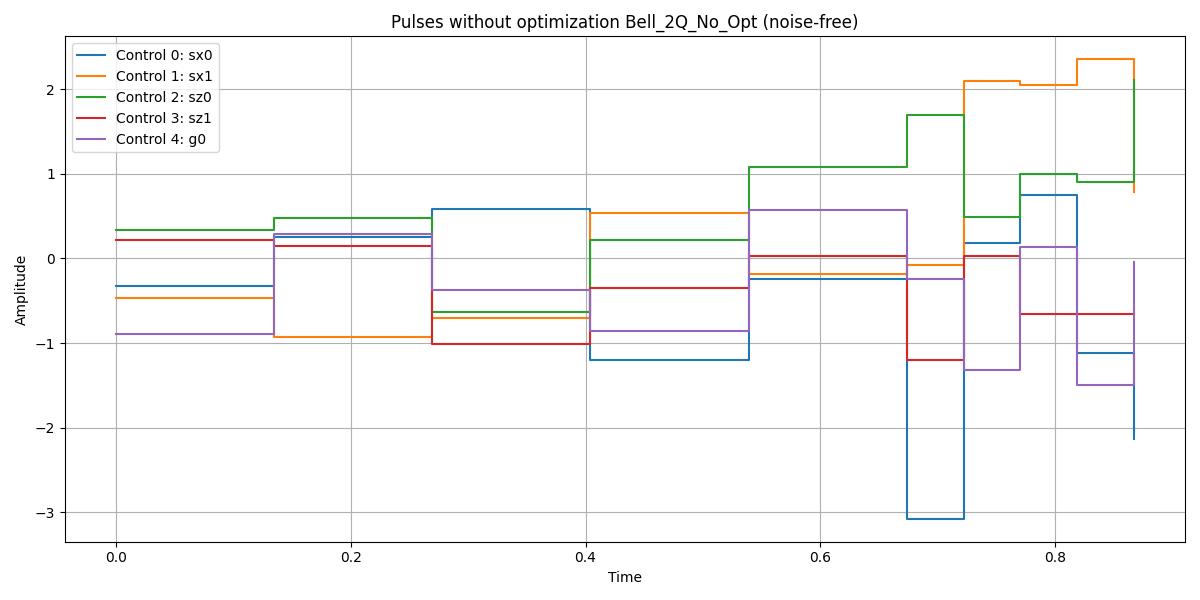 Pulses without optimization Bell_2Q_No_Opt (noise-free)
Control 0: sx0
Control 1: sx1
Control 2: sz0
Control 3: sz1
Control 4: g0
Amplitude
2
1
0
−1
−2
−3
0.0 0.2 0.4 0.6 0.8
Time